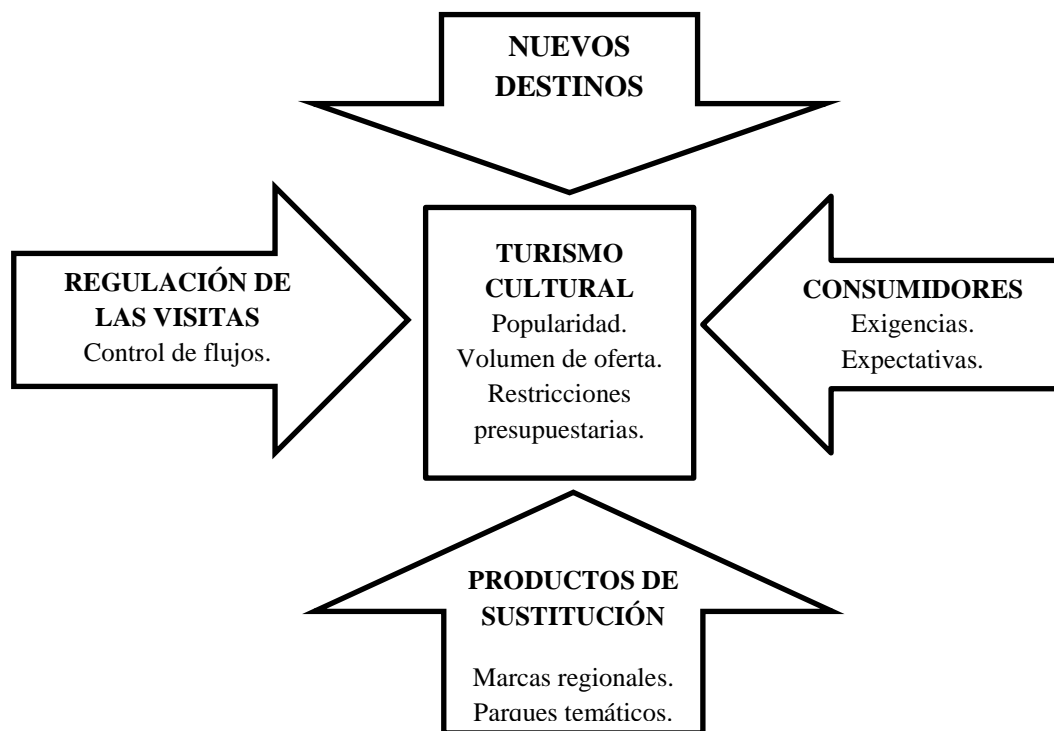 NUEVOS
DESTINOS
REGULACIÓN DE
LAS VISITAS
Control de flujos.
TURISMO
CULTURAL
Popularidad.
Volumen de oferta.
Restricciones
presupuestarias.
CONSUMIDORES
Exigencias.
Expectativas.
PRODUCTOS DE
SUSTITUCIÓN
Marcas regionales.
Parques temáticos.